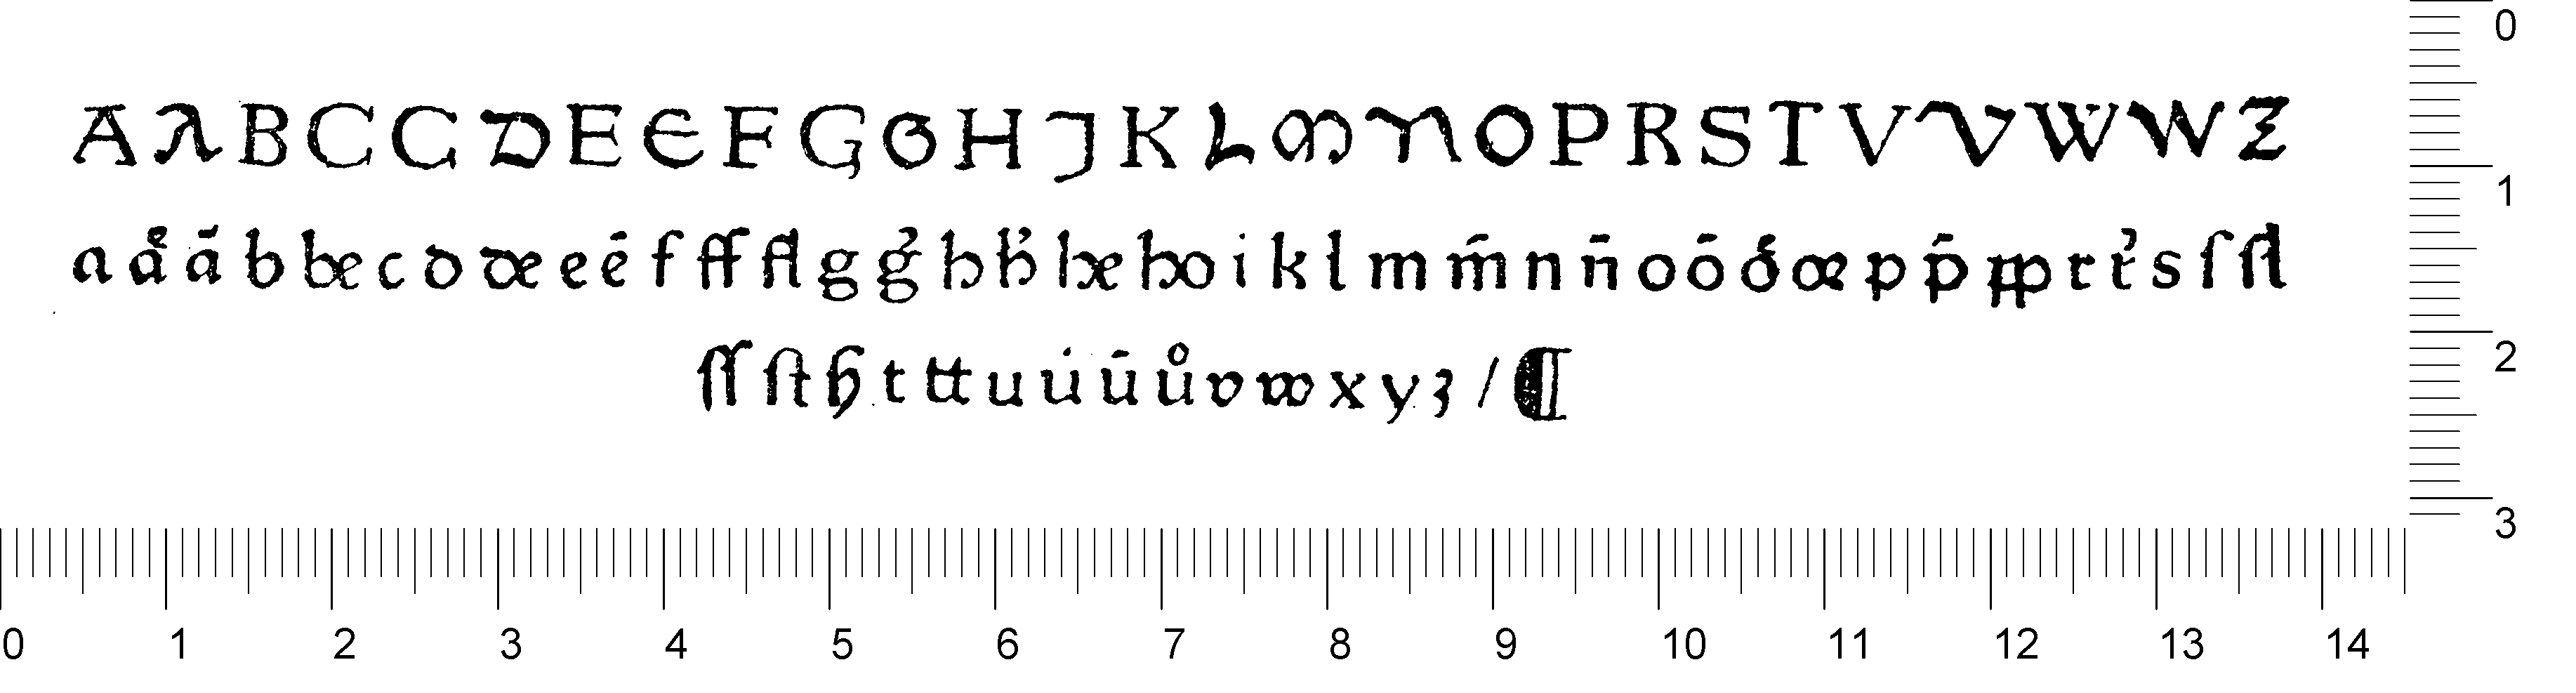 A A B C C D E E F G G H J K L M N O P R S T V V W W Z
a aͤ ā b be c d de e ē f ff fl g g̉ h h̉ he ho i k l m m̄ n n̄ o ō o̊ œ p p̄ pp r r̉ s ſ ſl
ſſ ſt ђ t tt u u̇ ū ů v w x y ʒ / ¶
0
1
2
3
0 1 2 3 4 5 6 7 8 9 10 11 12 13 14